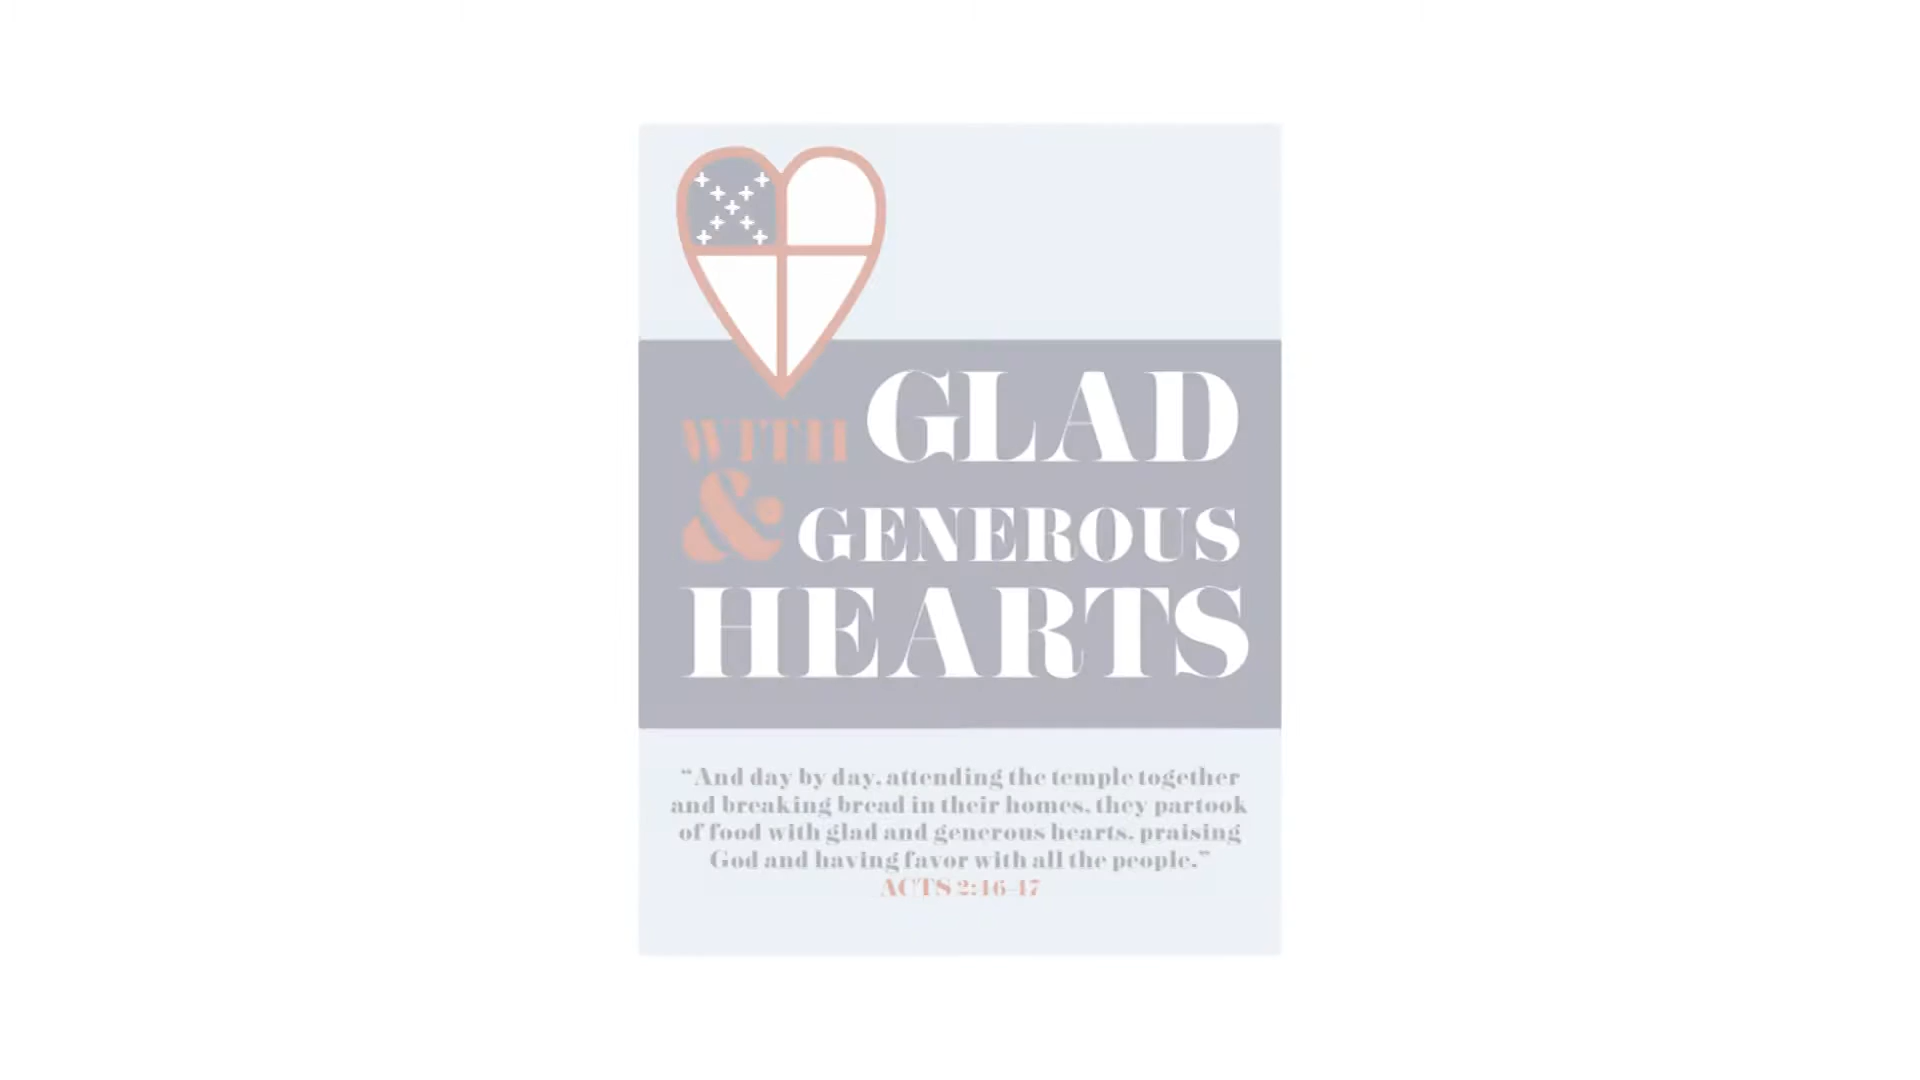 WITH GLAD
& GENEROUS
HEARTS
“And day by day, attending the temple together
and breaking bread in their homes, they partook
of food with glad and generous hearts, praising
God and having favor with all the people.”
ACTS 2:46-47